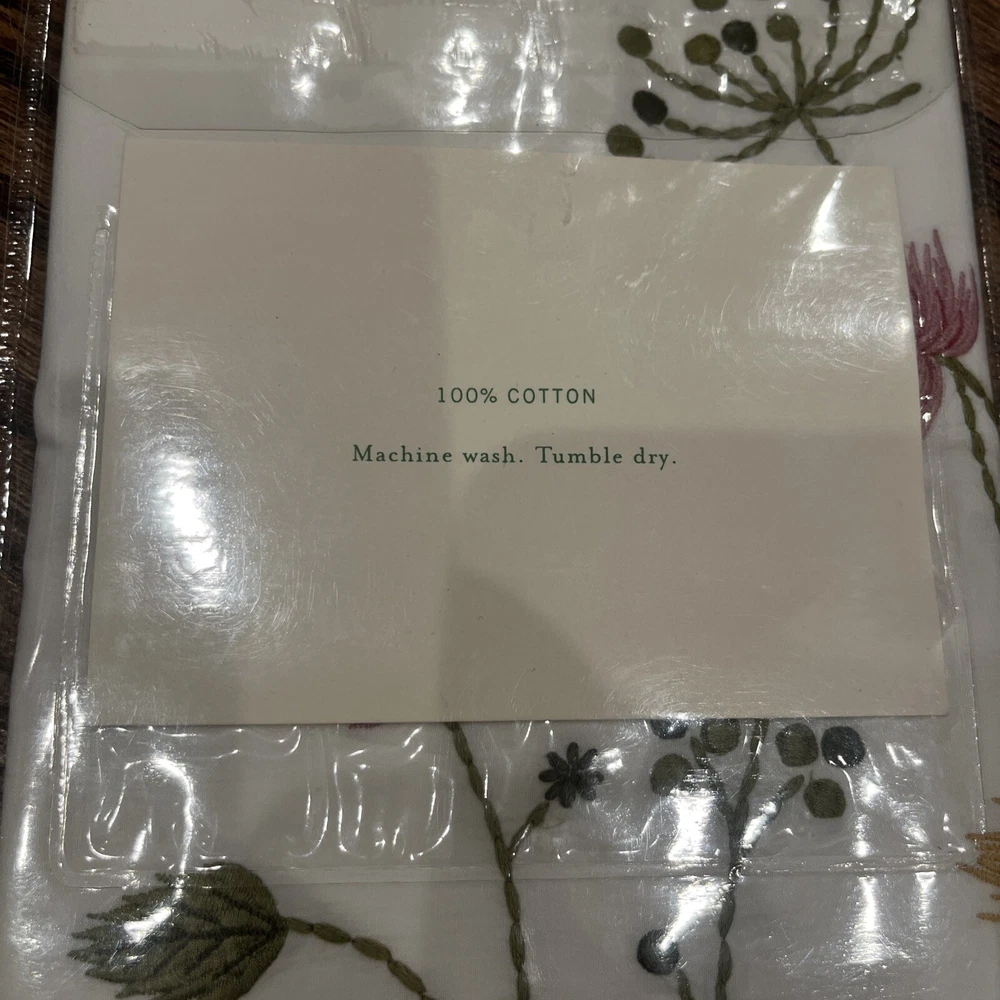 100% COTTON
Machine wash. Tumble dry.